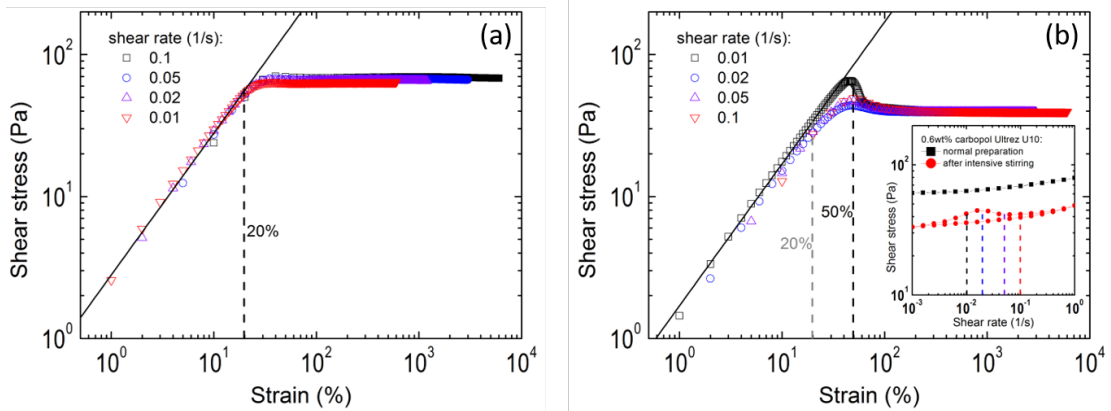 (a)
shear rate (1/s):
0.1
0.05
0.02
0.01
20%
10²
10¹
10⁰
Shear stress (Pa)
10⁰ 10¹ 10² 10³ 10⁴
Strain (%)
(b)
shear rate (1/s):
0.01
0.02
0.05
0.1
20%
50%
10²
10¹
10⁰
Shear stress (Pa)
10⁰ 10¹ 10² 10³ 10⁴
Strain (%)
0.6wt% carbopol Ultrez U10:
normal preparation
after intensive stirring
10²
10¹
Shear stress (Pa)
10⁻³ 10⁻² 10⁻¹ 10⁰
Shear rate (1/s)